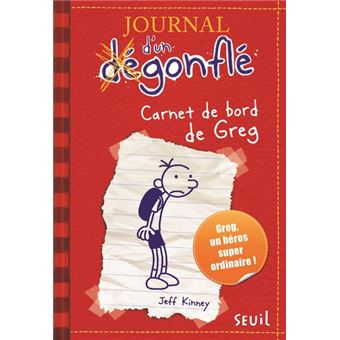 JOURNAL
d'un
dégonflé
Carnet de bord
de Greg
Greg,
un héros
super
ordinaire !
Jeff Kinney
SEUIL